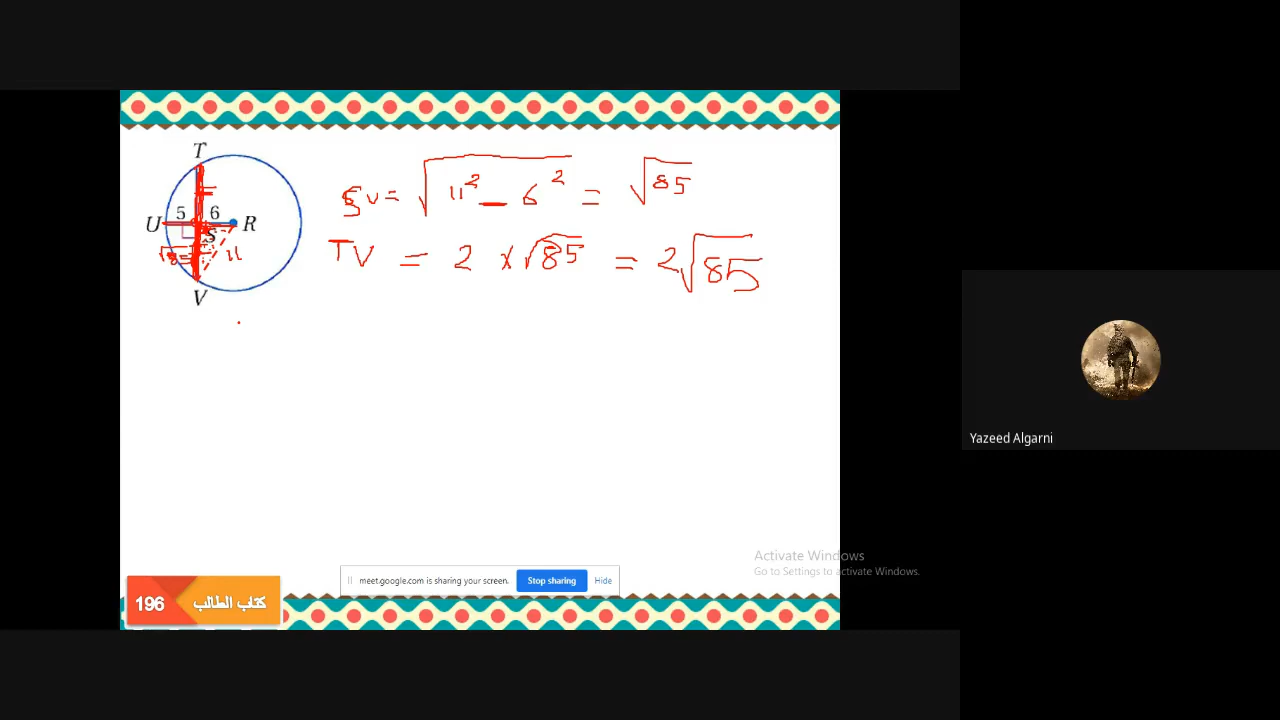 T
U 5 6 R
S
11
V
SV = √11² - 6² = √85
TV = 2 × √85 = 2√85
Yazeed Algarni
Activate Windows
Go to Settings to activate Windows.
meet.google.com is sharing your screen. Stop sharing Hide
196 كتاب الطالب